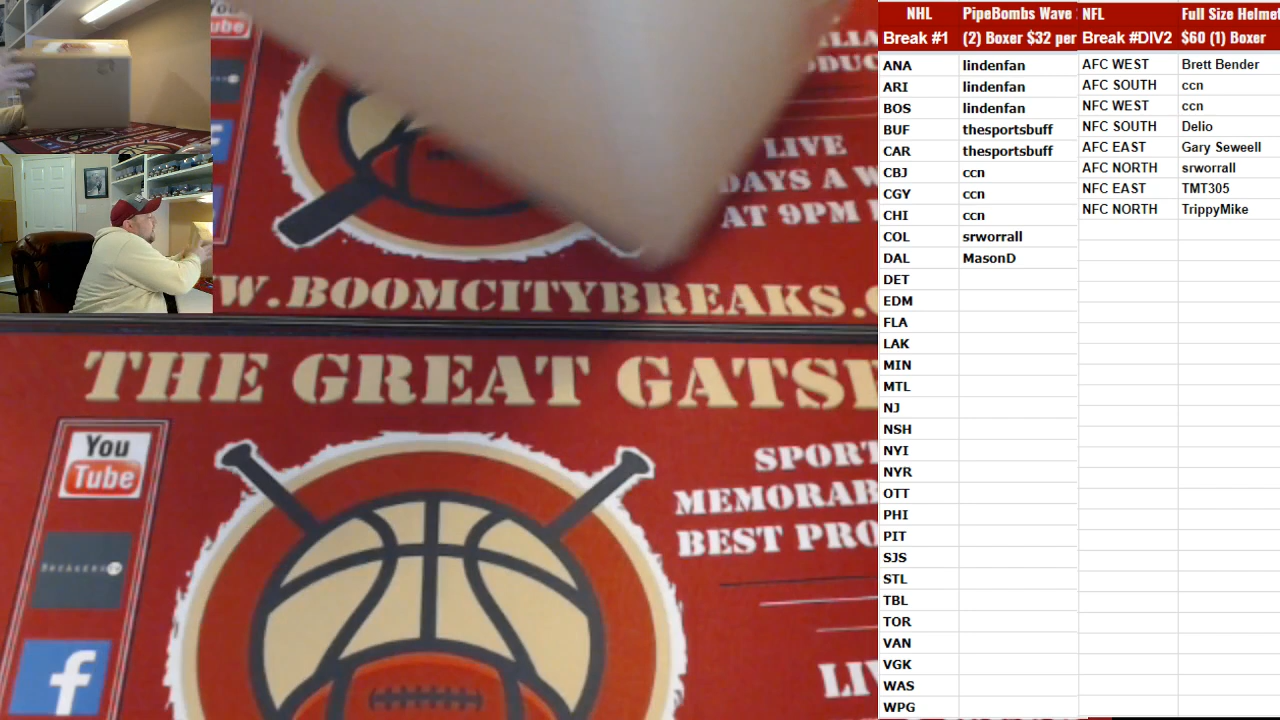 Tube
LIVE
DAYS A W
AT 9PM
W.BOOMCITYBREAKS.
THE GREAT GATS
You
Tube
f
SPORT
MEMORAB
BEST PRO
LIV
NHL PipeBombs Wave NFL Full Size Helmet
Break #1 (2) Boxer $32 per Break #DIV2 $60 (1) Boxer
ANA lindenfan AFC WEST Brett Bender
ARI lindenfan AFC SOUTH ccn
BOS lindenfan NFC WEST ccn
BUF thesportsbuff NFC SOUTH Delio
CAR thesportsbuff AFC EAST Gary Seweell
CBJ ccn AFC NORTH srworrall
CGY ccn NFC EAST TMT305
CHI ccn NFC NORTH TrippyMike
COL srworrall
DAL MasonD
DET
EDM
FLA
LAK
MIN
MTL
NJ
NSH
NYI
NYR
OTT
PHI
PIT
SJS
STL
TBL
TOR
VAN
VGK
WAS
WPG